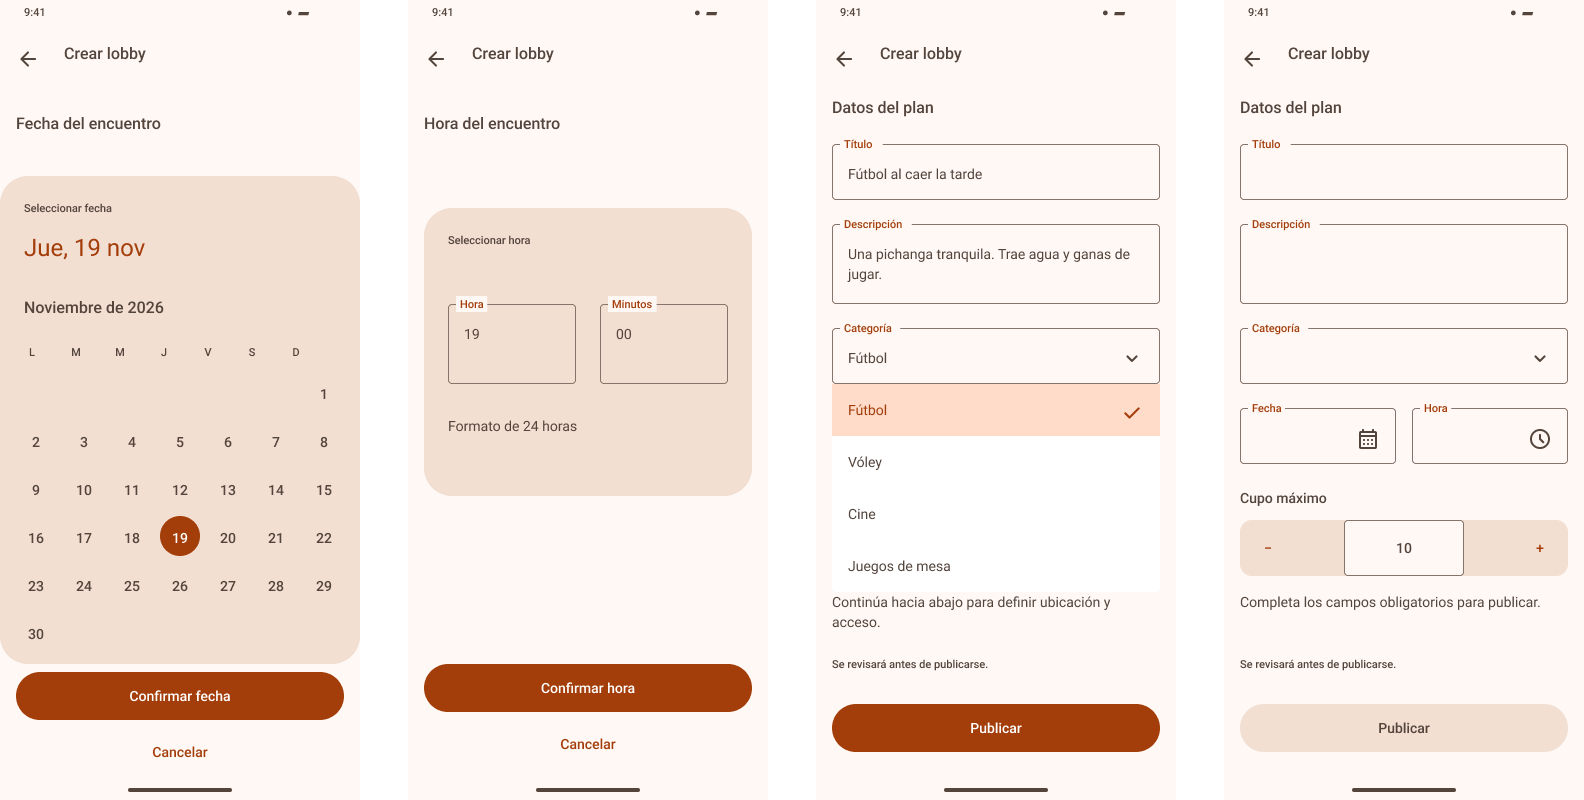 9:41
Crear lobby
Fecha del encuentro
Seleccionar fecha
Jue, 19 nov
Noviembre de 2026
L M M J V S D
1
2 3 4 5 6 7 8
9 10 11 12 13 14 15
16 17 18 19 20 21 22
23 24 25 26 27 28 29
30
Confirmar fecha
Cancelar
9:41
Crear lobby
Hora del encuentro
Seleccionar hora
Hora Minutos
19 00
Formato de 24 horas
Confirmar hora
Cancelar
9:41
Crear lobby
Datos del plan
Título
Fútbol al caer la tarde
Descripción
Una pichanga tranquila. Trae agua y ganas de
jugar.
Categoría
Fútbol
Fútbol
Vóley
Cine
Juegos de mesa
Continúa hacia abajo para definir ubicación y
acceso.
Se revisará antes de publicarse.
Publicar
9:41
Crear lobby
Datos del plan
Título
Descripción
Categoría
Fecha Hora
Cupo máximo
− 10 +
Completa los campos obligatorios para publicar.
Se revisará antes de publicarse.
Publicar